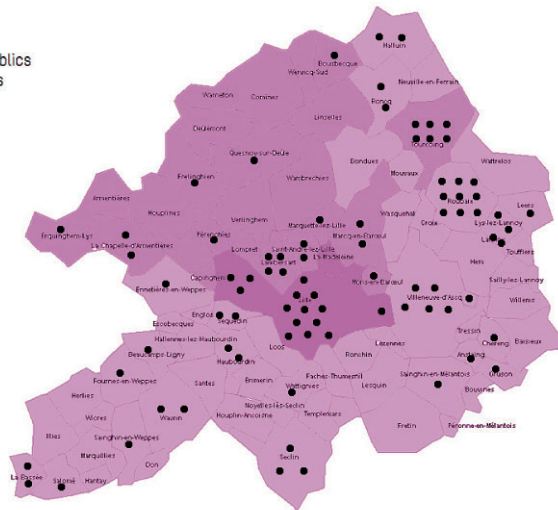 blics
s
Halluin
Bousbecque
Wervicq-Sud
Neuville-en-Ferrain
Warneton
Comines
Roncq
Linselles
Deulemont
Tourcoing
Quesnoy-sur-Deule
Bondues
Wattrelos
Mouvaux
Frelinghien
Wambrechies
Roubaix
Leers
Armentières
Houplines
Wasquehal
Marquette-lez-Lille
Croix
Lys-lez-Lannoy
Verlinghem
Marcq-en-Barœul
Erquinghem-Lys
Pérenchies
La Chapelle-d'Armentières
Lompret
Saint-André-lez-Lille
La Madeleine
Toufflers
Lambersart
Hem
Capinghem
Mons-en-Barœul
Sailly-lez-Lannoy
Ennetières-en-Weppes
Villeneuve-d'Ascq
Willems
Lille
Englos
Sequedin
Escobecques
Tressin
Hallennes-lez-Haubourdin
Loos
Lezennes
Chéreng
Baisieux
Beaucamps-Ligny
Ronchin
Haubourdin
Anstaing
Fournes-en-Weppes
Emmerin
Faches-Thumesnil
Sainghin-en-Mélantois
Gruson
Santes
Lesquin
Bouvines
Herlies
Wattignies
Wavrin
Noyelles-lès-Seclin
Wicres
Houplin-Ancoisne
Templemars
Fretin
Péronne-en-Mélantois
Illies
Sainghin-en-Weppes
Marquillies
Seclin
Don
La Bassée
Salomé
Hantay